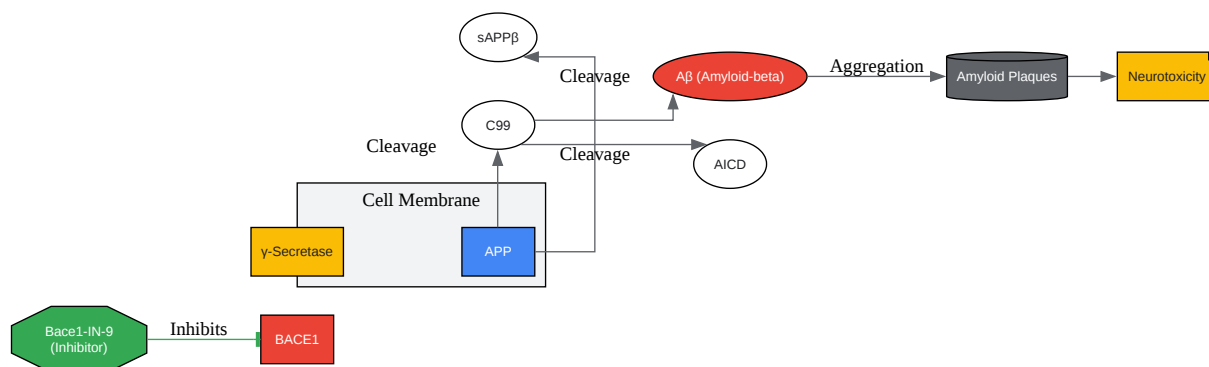 sAPPβ
Cleavage
Aβ (Amyloid-beta)
Aggregation
Amyloid Plaques
Neurotoxicity
C99
Cleavage
Cleavage
AICD
Cell Membrane
γ-Secretase
APP
Bace1-IN-9
(Inhibitor)
Inhibits
BACE1